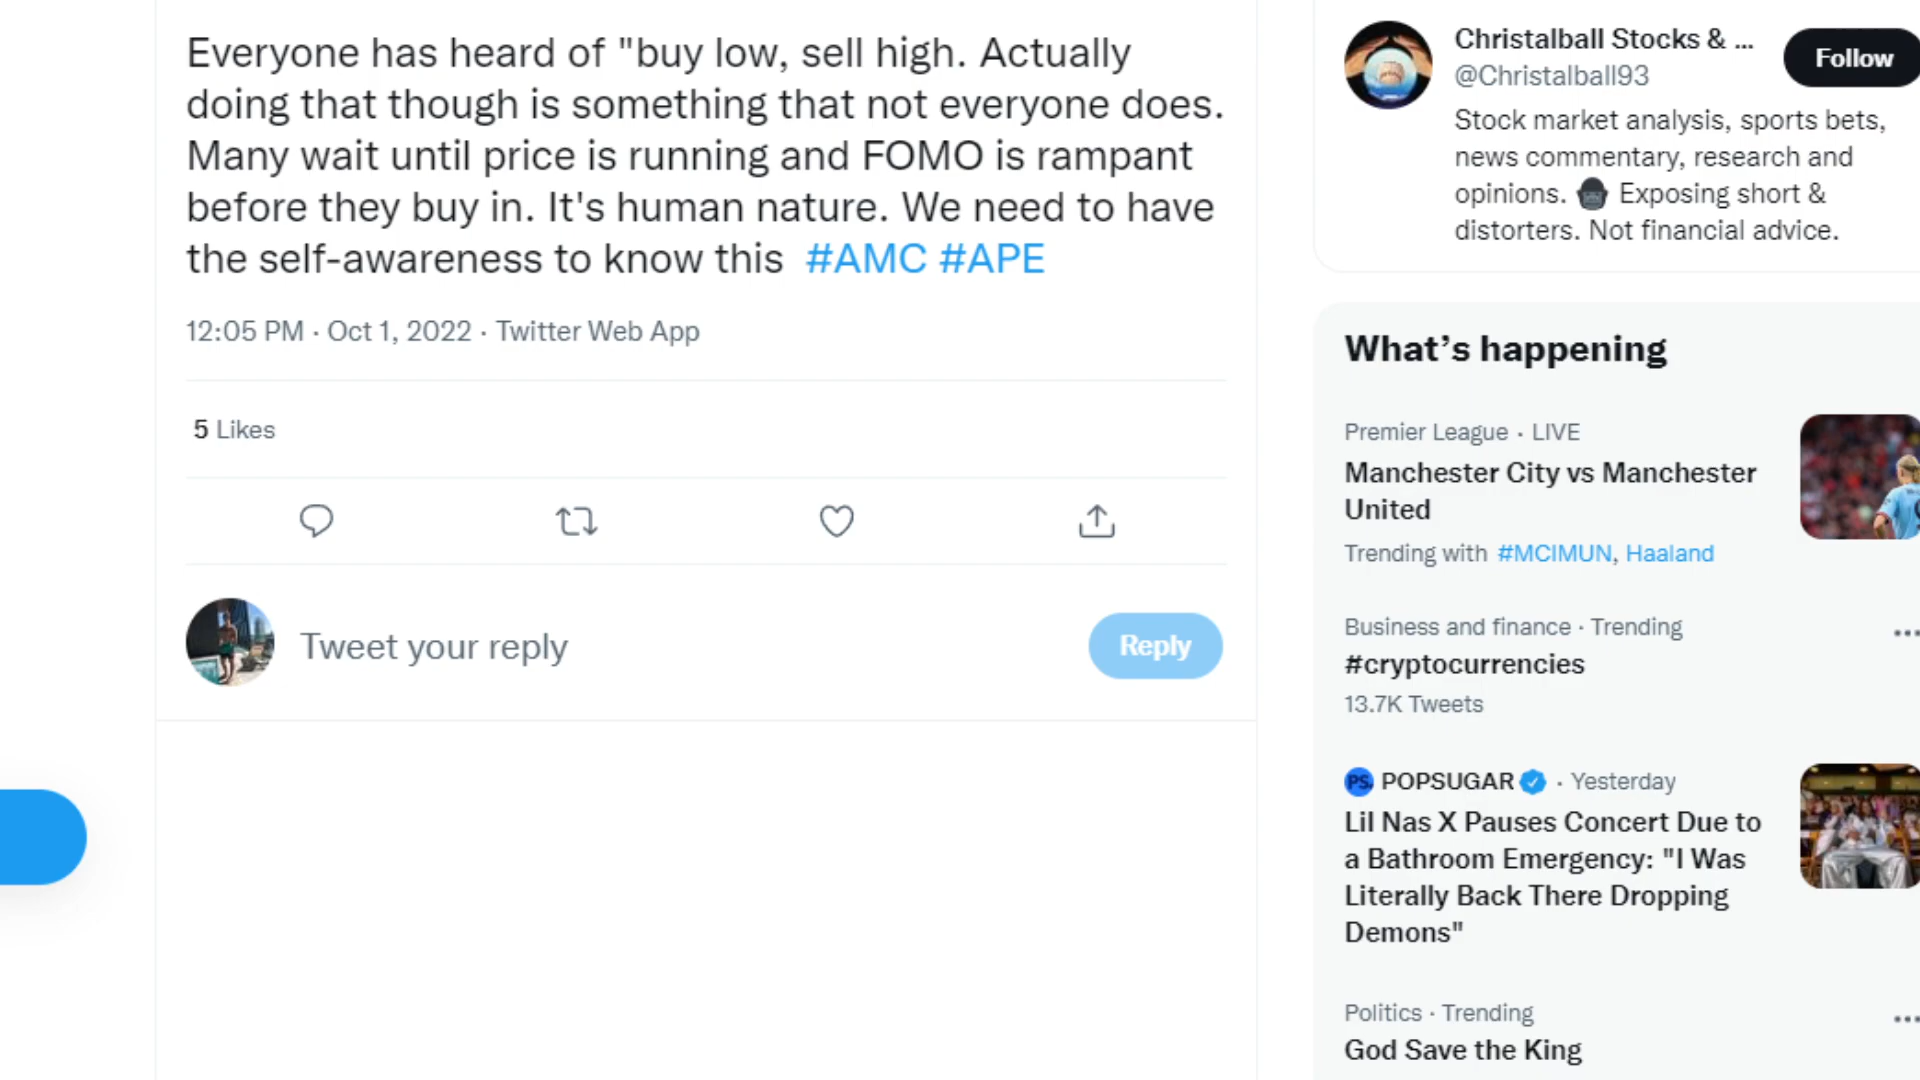 Everyone has heard of "buy low, sell high. Actually
doing that though is something that not everyone does.
Many wait until price is running and FOMO is rampant
before they buy in. It's human nature. We need to have
the self-awareness to know this #AMC #APE
12:05 PM · Oct 1, 2022 · Twitter Web App
5 Likes
Tweet your reply
Reply
Christalball Stocks & ...
@Christalball93
Follow
Stock market analysis, sports bets,
news commentary, research and
opinions. Exposing short &
distorters. Not financial advice.
What’s happening
Premier League · LIVE
Manchester City vs Manchester
United
Trending with #MCIMUN, Haaland
Business and finance · Trending
#cryptocurrencies
13.7K Tweets
PS. POPSUGAR · Yesterday
Lil Nas X Pauses Concert Due to
a Bathroom Emergency: "I Was
Literally Back There Dropping
Demons"
Politics · Trending
God Save the King